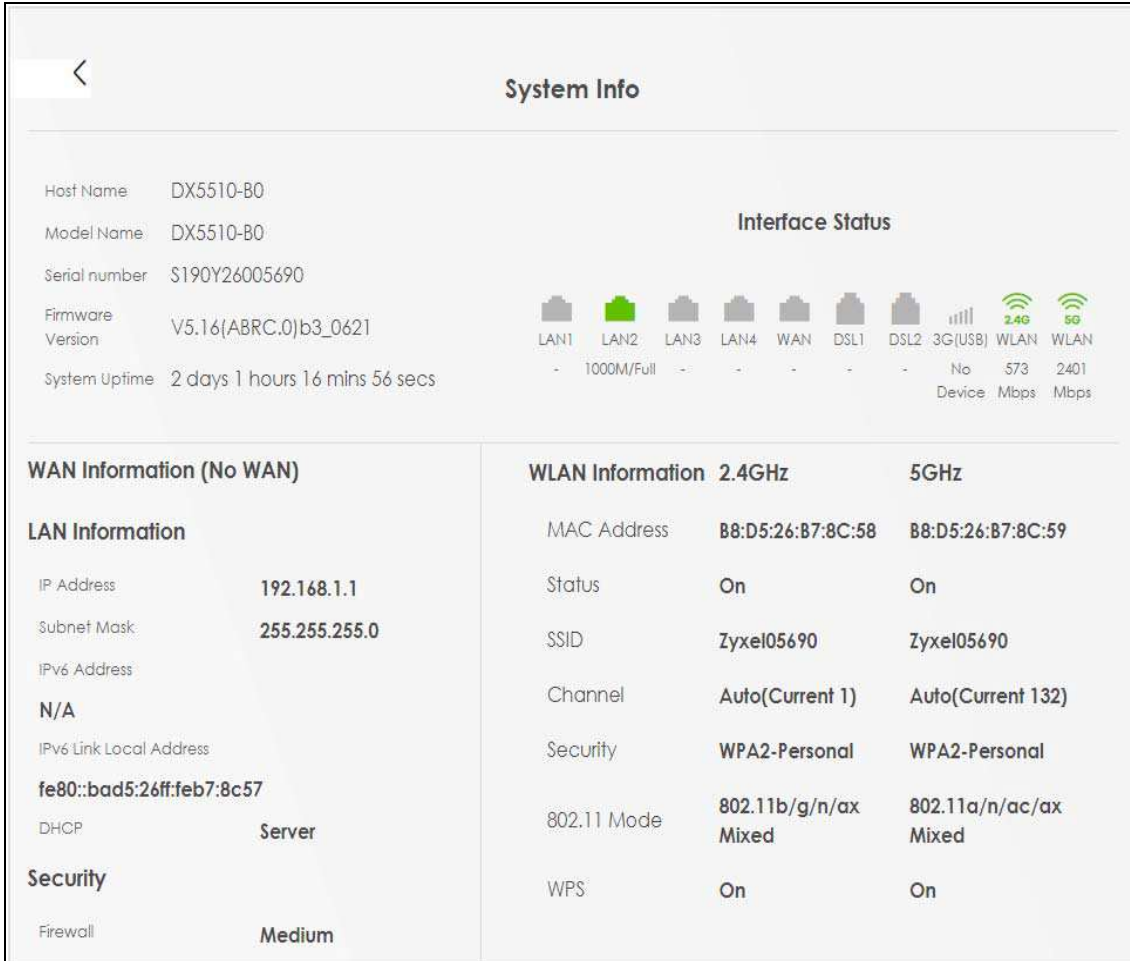 System Info
Host Name DX5510-B0
Model Name DX5510-B0
Serial number S190Y26005690
Firmware
Version V5.16(ABRC.0)b3_0621
System Uptime 2 days 1 hours 16 mins 56 secs
Interface Status
2.4G 5G
LAN1 LAN2 LAN3 LAN4 WAN DSL1 DSL2 3G(USB) WLAN WLAN
- 1000M/Full - - - - - No 573 2401
Device Mbps Mbps
WAN Information (No WAN)
LAN Information
IP Address 192.168.1.1
Subnet Mask 255.255.255.0
IPv6 Address
N/A
IPv6 Link Local Address
fe80::bad5:26ff:feb7:8c57
DHCP Server
Security
Firewall Medium
WLAN Information 2.4GHz 5GHz
MAC Address B8:D5:26:B7:8C:58 B8:D5:26:B7:8C:59
Status On On
SSID Zyxel05690 Zyxel05690
Channel Auto(Current 1) Auto(Current 132)
Security WPA2-Personal WPA2-Personal
802.11 Mode 802.11b/g/n/ax 802.11a/n/ac/ax
Mixed Mixed
WPS On On